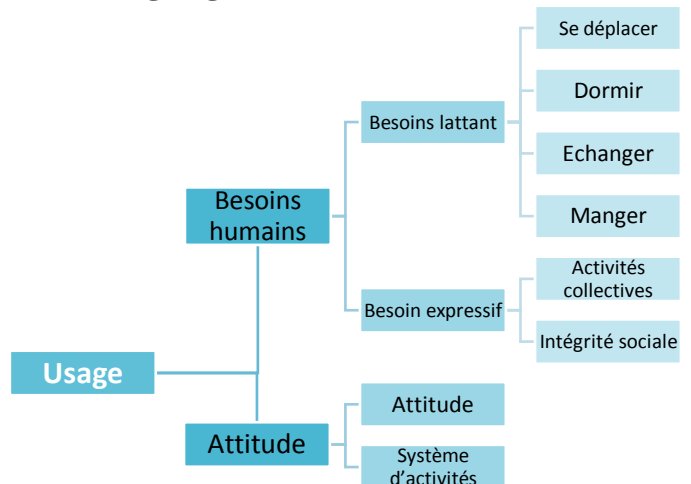 Se déplacer
Dormir
Besoins lattant
Echanger
Besoins
humains
Manger
Activités
collectives
Besoin expressif
Intégrité sociale
Usage
Attitude
Attitude
Système
d'activités